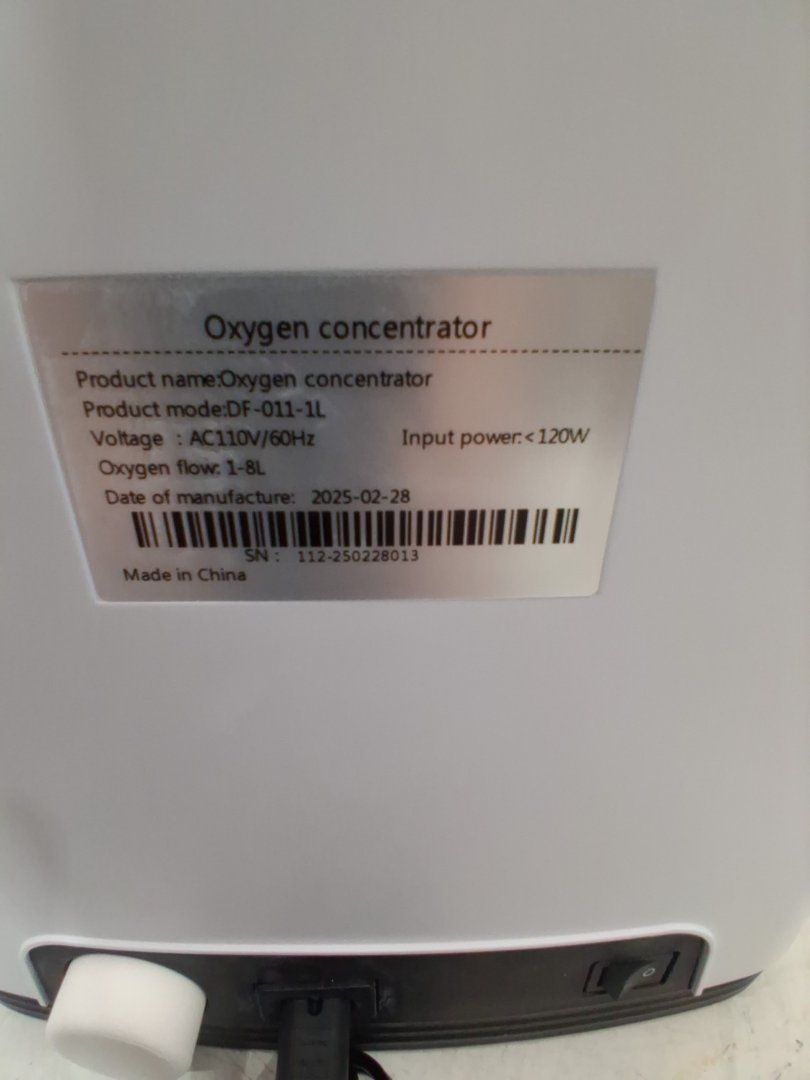 Oxygen concentrator
Product name:Oxygen concentrator
Product mode:DF-011-1L
Voltage : AC110V/60Hz Input power:<120W
Oxygen flow: 1-8L
Date of manufacture: 2025-02-28
SN : 112-250228013
Made in China